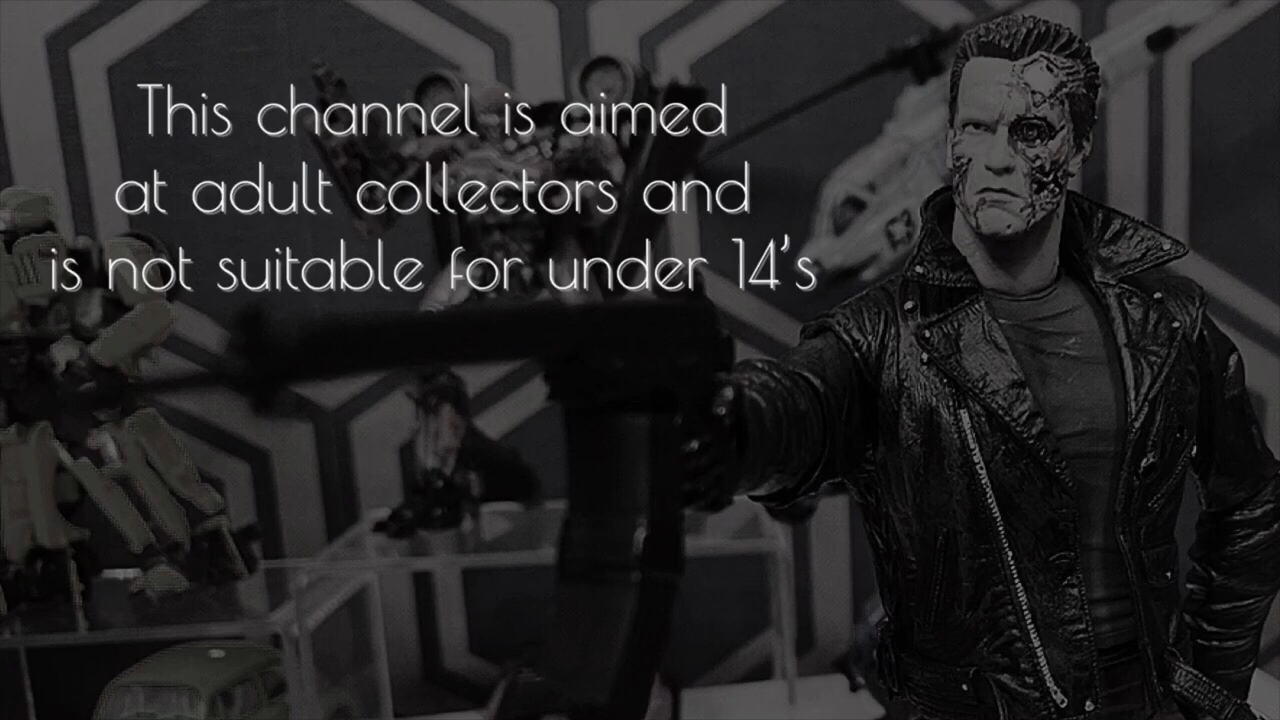 This channel is aimed
at adult collectors and
is not suitable for under 14's